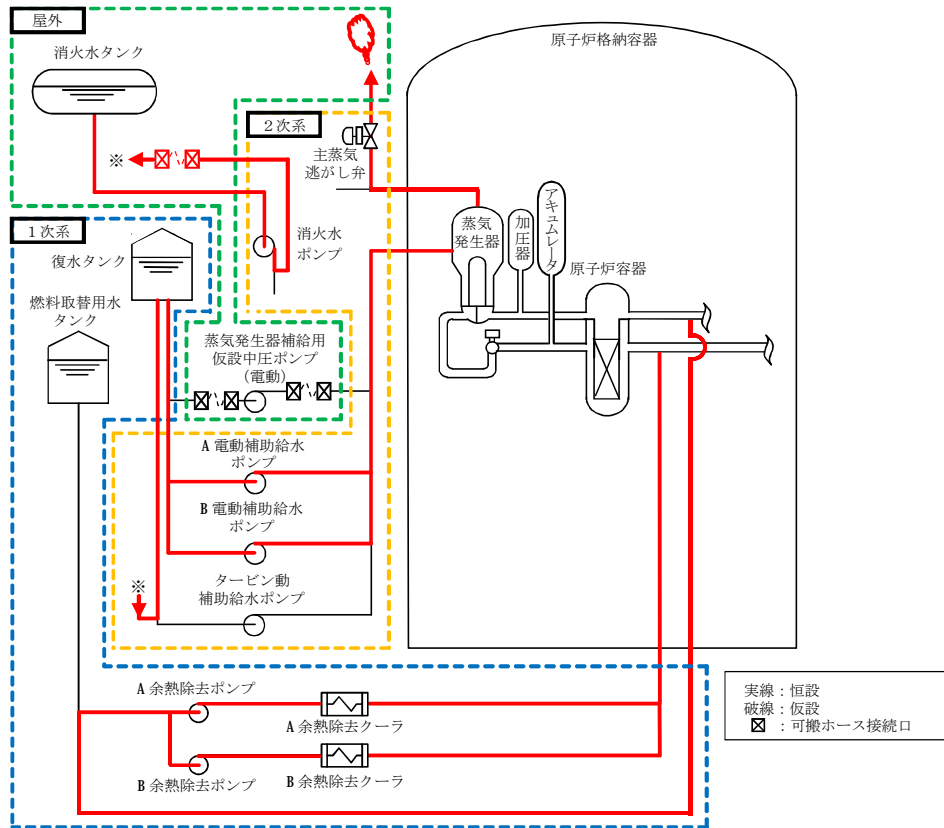 屋外
消火水タンク
原子炉格納容器
2次系
※
主蒸気
逃がし弁
1次系
復水タンク
消火水
ポンプ
蒸気
発生器
加圧器
アキュムレータ
原子炉容器
燃料取替用水
タンク
蒸気発生器補給用
仮設中圧ポンプ
(電動)
A 電動補助給水
ポンプ
B 電動補助給水
ポンプ
※
タービン動
補助給水ポンプ
A 余熱除去ポンプ
A 余熱除去クーラ
B 余熱除去ポンプ
B 余熱除去クーラ
実線:恒設
破線:仮設
:可搬ホース接続口